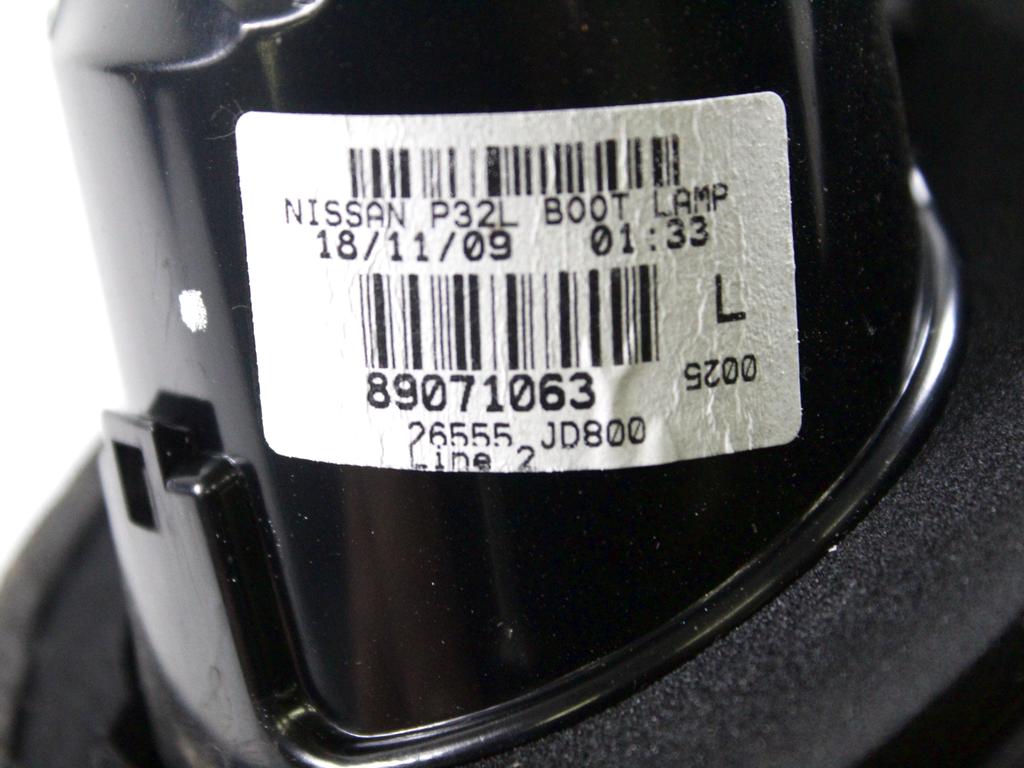 NISSAN P32L BOOT LAMP
18/11/09 01:33
L
89071063
0025
26555 JD800
Line 2